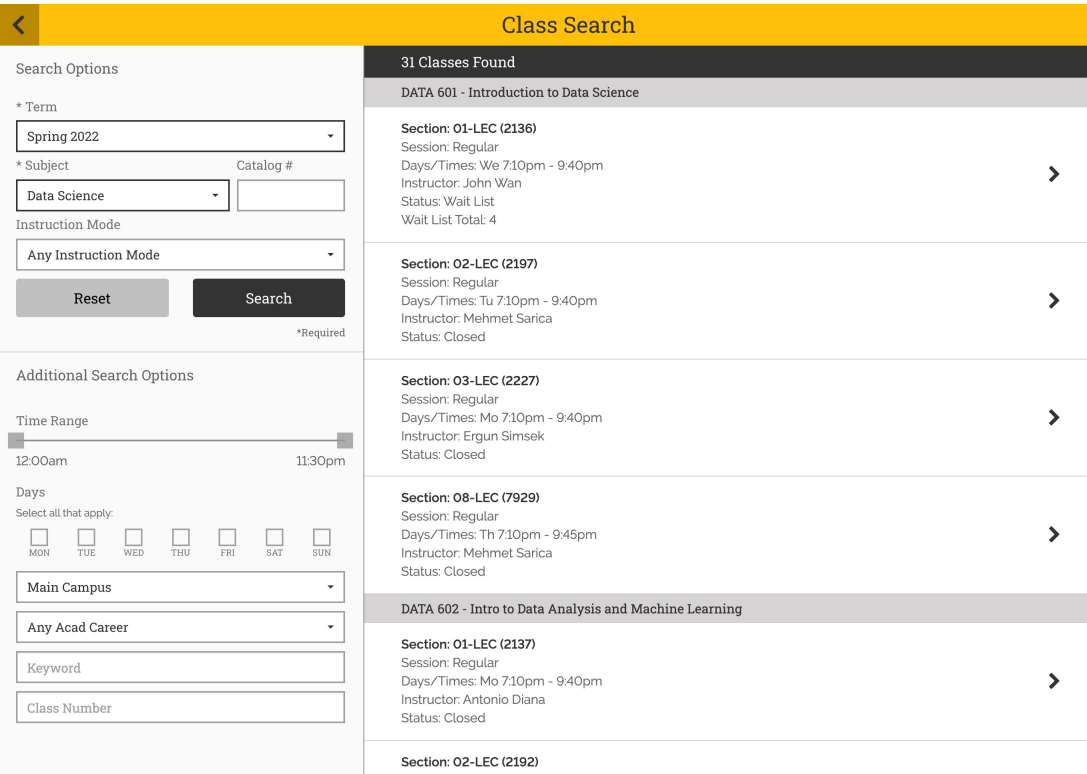 Class Search
Search Options
* Term
Spring 2022
* Subject
Catalog #
Data Science
Instruction Mode
Any Instruction Mode
Reset
Search
*Required
Additional Search Options
Time Range
12:00am
11:30pm
Days
Select all that apply:
MON TUE WED THU FRI SAT SUN
Main Campus
Any Acad Career
Keyword
Class Number
31 Classes Found
DATA 601 - Introduction to Data Science
Section: 01-LEC (2136)
Session: Regular
Days/Times: We 7:10pm - 9:40pm
Instructor: John Wan
Status: Wait List
Wait List Total: 4
Section: 02-LEC (2197)
Session: Regular
Days/Times: Tu 7:10pm - 9:40pm
Instructor: Mehmet Sarica
Status: Closed
Section: 03-LEC (2227)
Session: Regular
Days/Times: Mo 7:10pm - 9:40pm
Instructor: Ergun Simsek
Status: Closed
Section: 08-LEC (7929)
Session: Regular
Days/Times: Th 7:10pm - 9:45pm
Instructor: Mehmet Sarica
Status: Closed
DATA 602 - Intro to Data Analysis and Machine Learning
Section: 01-LEC (2137)
Session: Regular
Days/Times: Mo 7:10pm - 9:40pm
Instructor: Antonio Diana
Status: Closed
Section: 02-LEC (2192)